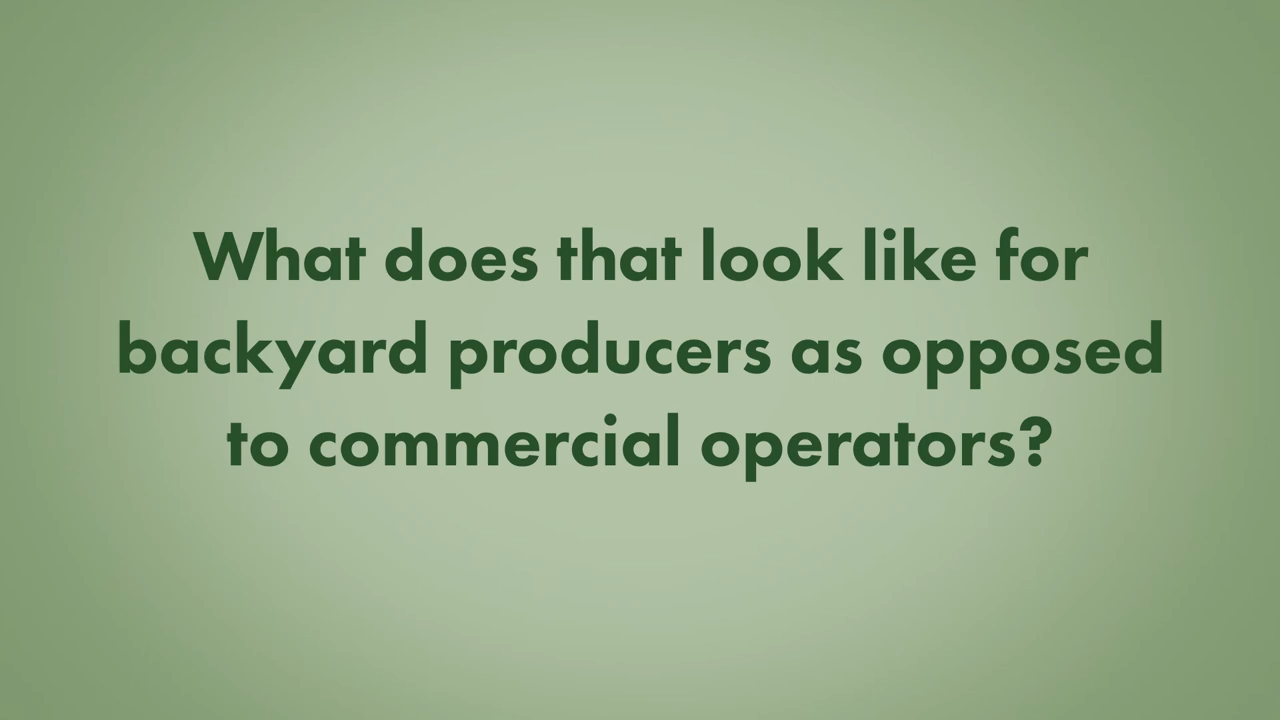 What does that look like for
backyard producers as opposed
to commercial operators?